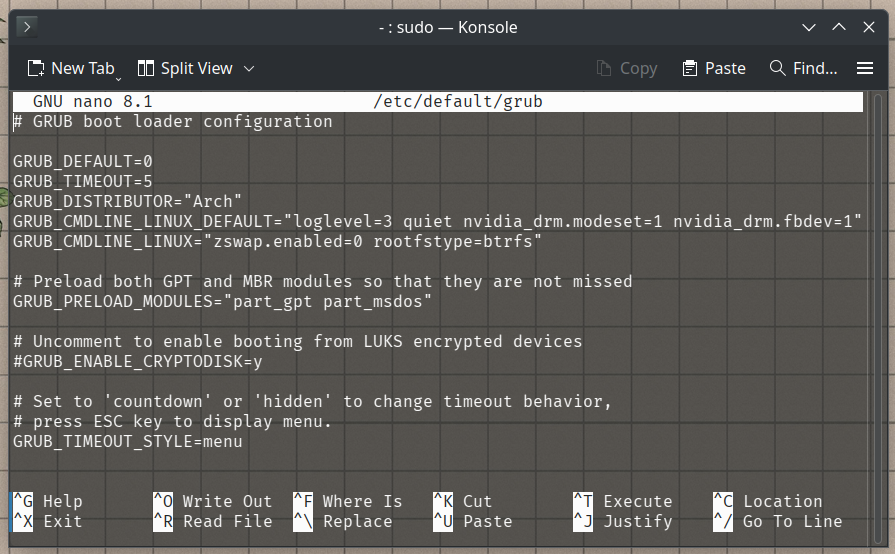 - : sudo — Konsole
New Tab Split View Copy Paste Find...
GNU nano 8.1 /etc/default/grub
# GRUB boot loader configuration
GRUB_DEFAULT=0
GRUB_TIMEOUT=5
GRUB_DISTRIBUTOR="Arch"
GRUB_CMDLINE_LINUX_DEFAULT="loglevel=3 quiet nvidia_drm.modeset=1 nvidia_drm.fbdev=1"
GRUB_CMDLINE_LINUX="zswap.enabled=0 rootfstype=btrfs"
# Preload both GPT and MBR modules so that they are not missed
GRUB_PRELOAD_MODULES="part_gpt part_msdos"
# Uncomment to enable booting from LUKS encrypted devices
#GRUB_ENABLE_CRYPTODISK=y
# Set to 'countdown' or 'hidden' to change timeout behavior,
# press ESC key to display menu.
GRUB_TIMEOUT_STYLE=menu
^G Help ^O Write Out ^F Where Is ^K Cut ^T Execute ^C Location
^X Exit ^R Read File ^\ Replace ^U Paste ^J Justify ^/ Go To Line